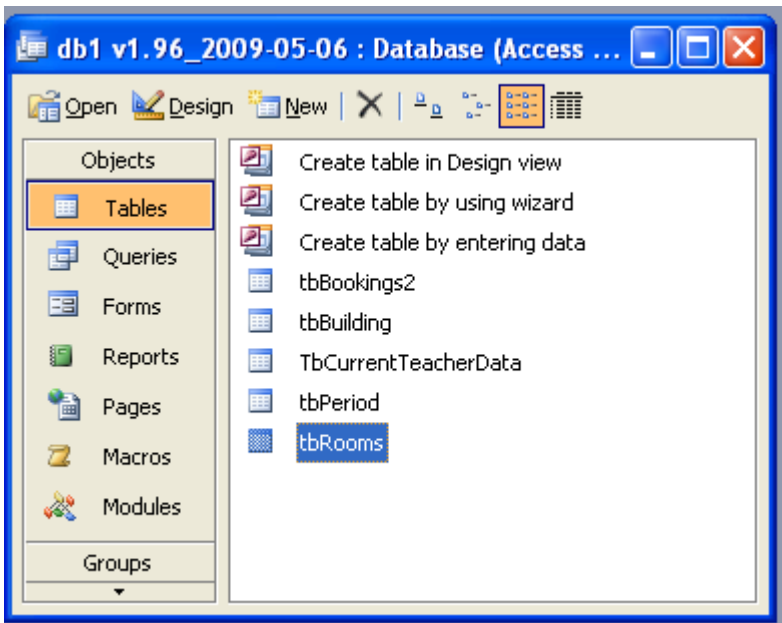 db1 v1.96_2009-05-06 : Database (Access ...
Open Design New
Objects
Tables
Queries
Forms
Reports
Pages
Macros
Modules
Groups
Create table in Design view
Create table by using wizard
Create table by entering data
tbBookings2
tbBuilding
TbCurrentTeacherData
tbPeriod
tbRooms